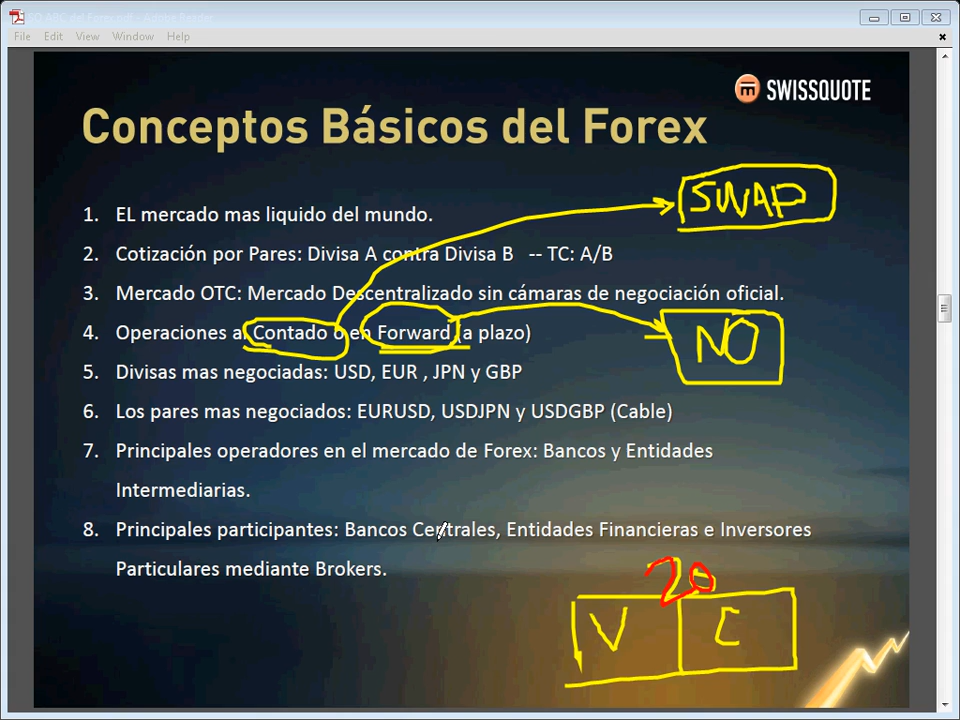 File Edit View Window Help
SWISSQUOTE
Conceptos Básicos del Forex
SWAP
1. EL mercado mas liquido del mundo.
2. Cotización por Pares: Divisa A contra Divisa B -- TC: A/B
3. Mercado OTC: Mercado Descentralizado sin cámaras de negociación oficial.
4. Operaciones al Contado o en Forward (a plazo)
NO
5. Divisas mas negociadas: USD, EUR , JPN y GBP
6. Los pares mas negociados: EURUSD, USDJPN y USDGBP (Cable)
7. Principales operadores en el mercado de Forex: Bancos y Entidades
Intermediarias.
8. Principales participantes: Bancos Centrales, Entidades Financieras e Inversores
Particulares mediante Brokers.
20
V C